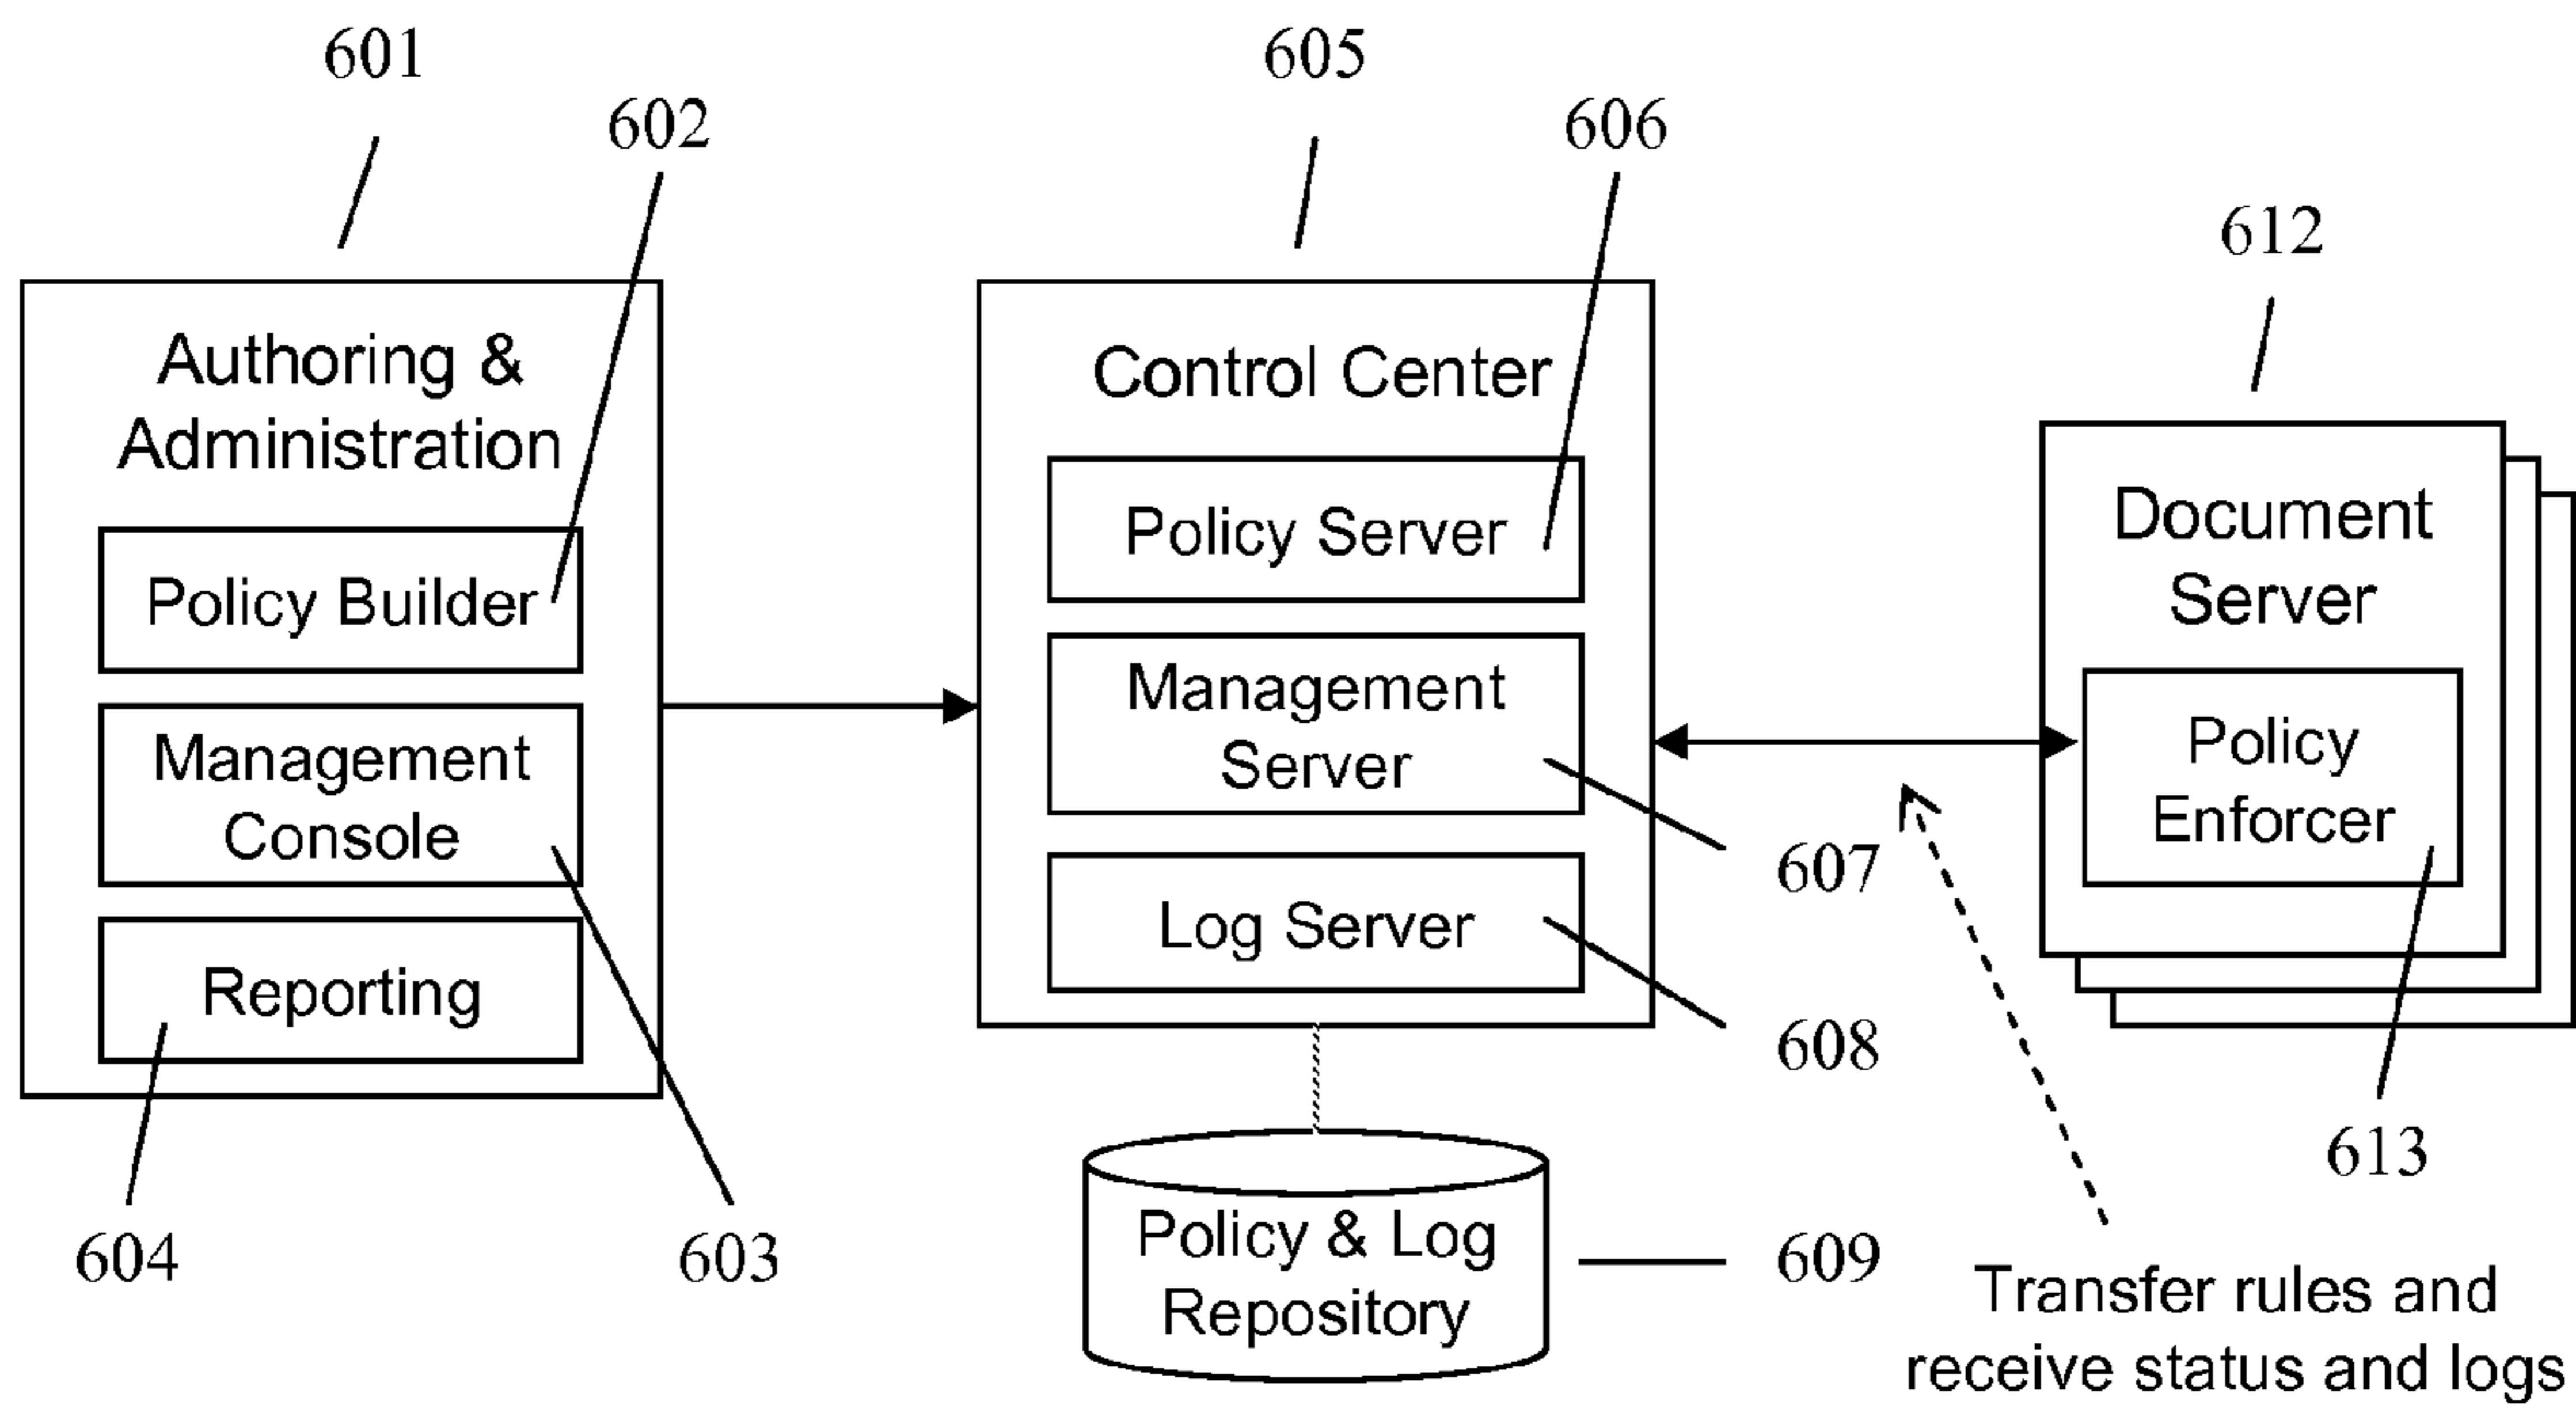 601
602
605
606
612
Authoring &
Administration
Policy Builder
Management
Console
Reporting
604
603
Control Center
Policy Server
Management
Server
Log Server
607
608
Policy & Log
Repository
609
Document
Server
Policy
Enforcer
613
Transfer rules and
receive status and logs